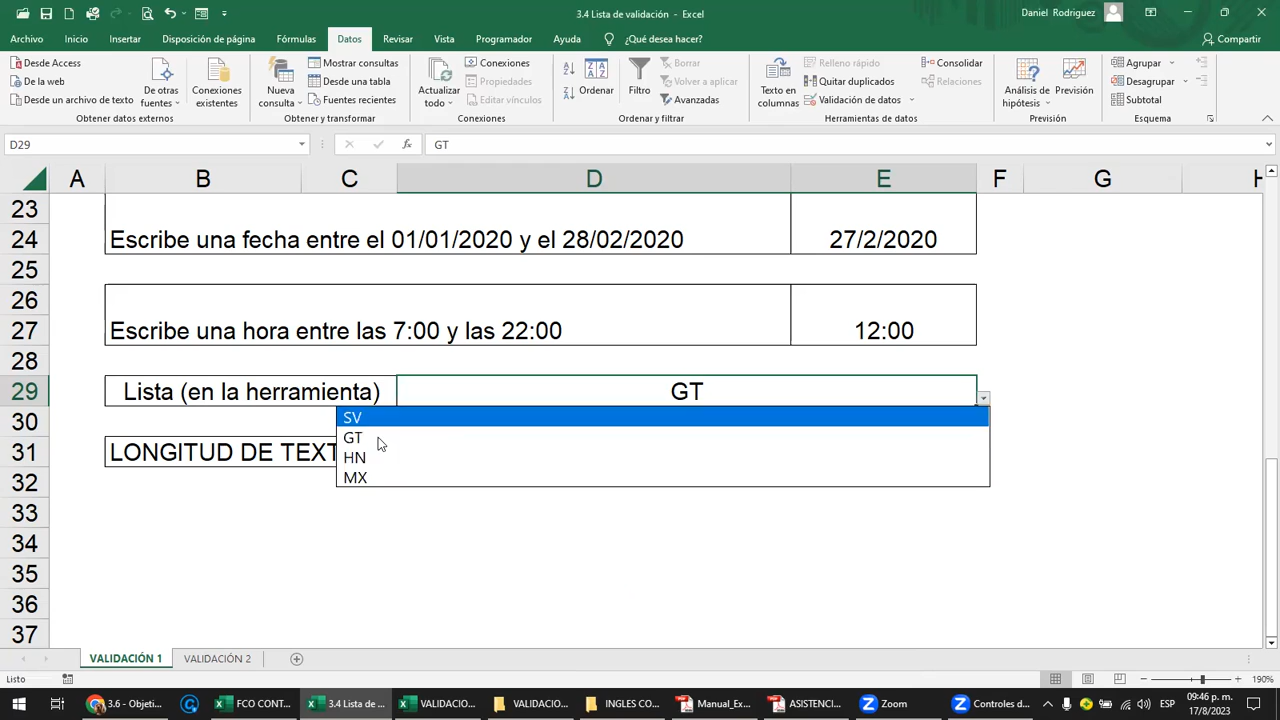 3.4 Lista de validación - Excel
Daniel Rodriguez
Archivo Inicio Insertar Disposición de página Fórmulas Datos Revisar Vista Programador Ayuda ¿Qué desea hacer? Compartir
Desde Access
De la web
Desde un archivo de texto
De otras fuentes
Conexiones existentes
Obtener datos externos
Nueva consulta
Mostrar consultas
Desde una tabla
Fuentes recientes
Obtener y transformar
Actualizar todo
Conexiones
Propiedades
Editar vínculos
Conexiones
Ordenar
Filtro
Borrar
Volver a aplicar
Avanzadas
Ordenar y filtrar
Texto en columnas
Relleno rápido
Quitar duplicados
Validación de datos
Consolidar
Relaciones
Herramientas de datos
Análisis de hipótesis
Previsión
Previsión
Agrupar
Desagrupar
Subtotal
Esquema
D29 fx GT
A B C D E F G H
23
24 Escribe una fecha entre el 01/01/2020 y el 28/02/2020 27/2/2020
25
26
27 Escribe una hora entre las 7:00 y las 22:00 12:00
28
29 Lista (en la herramienta) GT
SV
GT
HN
MX
30
31 LONGITUD DE TEXT
32
33
34
35
36
37
VALIDACIÓN 1 VALIDACIÓN 2
Listo 190%
3.6 - Objeti... FCO CONT... 3.4 Lista de ... VALIDACIO... VALIDACIO... INGLES CO... Manual_Ex... ASISTENCI... Zoom Controles d... ESP 09:46 p. m.
17/8/2023